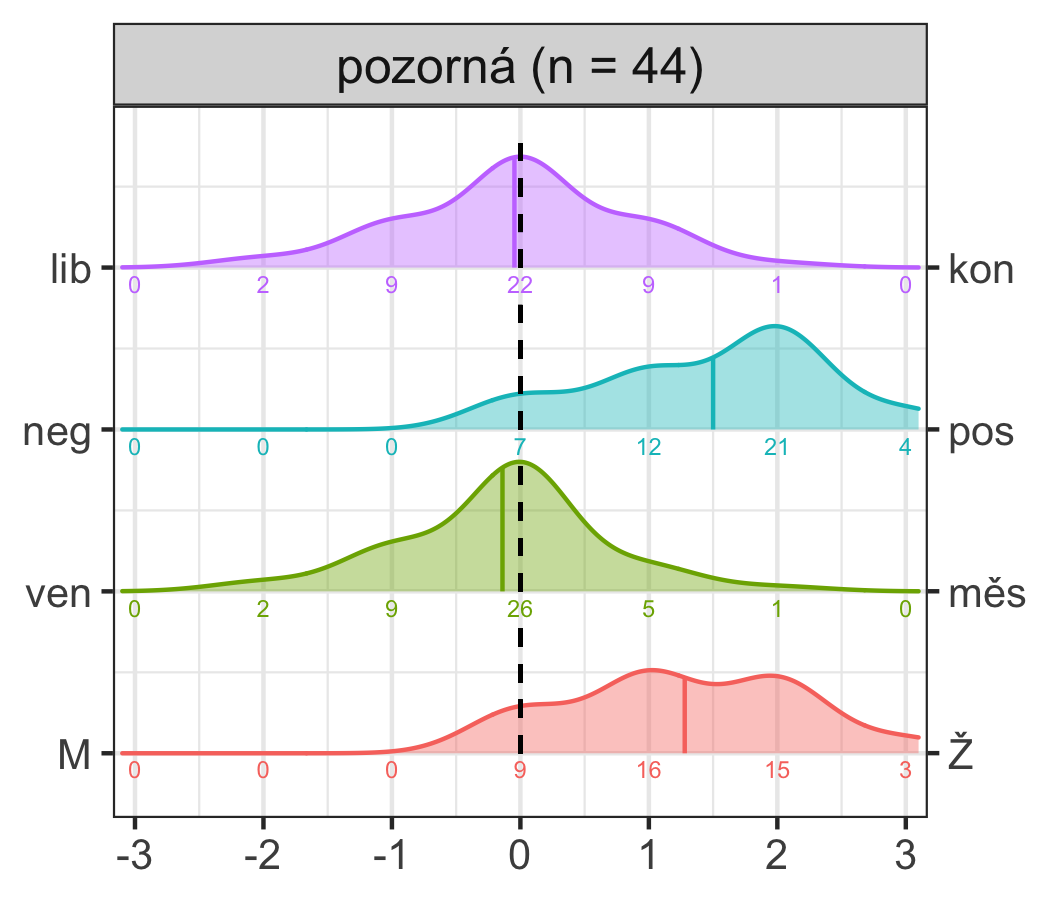 pozorná (n = 44)
lib kon
0 2 9 22 9 1 0
neg pos
0 0 0 7 12 21 4
ven měs
0 2 9 26 5 1 0
M Ž
0 0 0 9 16 15 3
-3 -2 -1 0 1 2 3